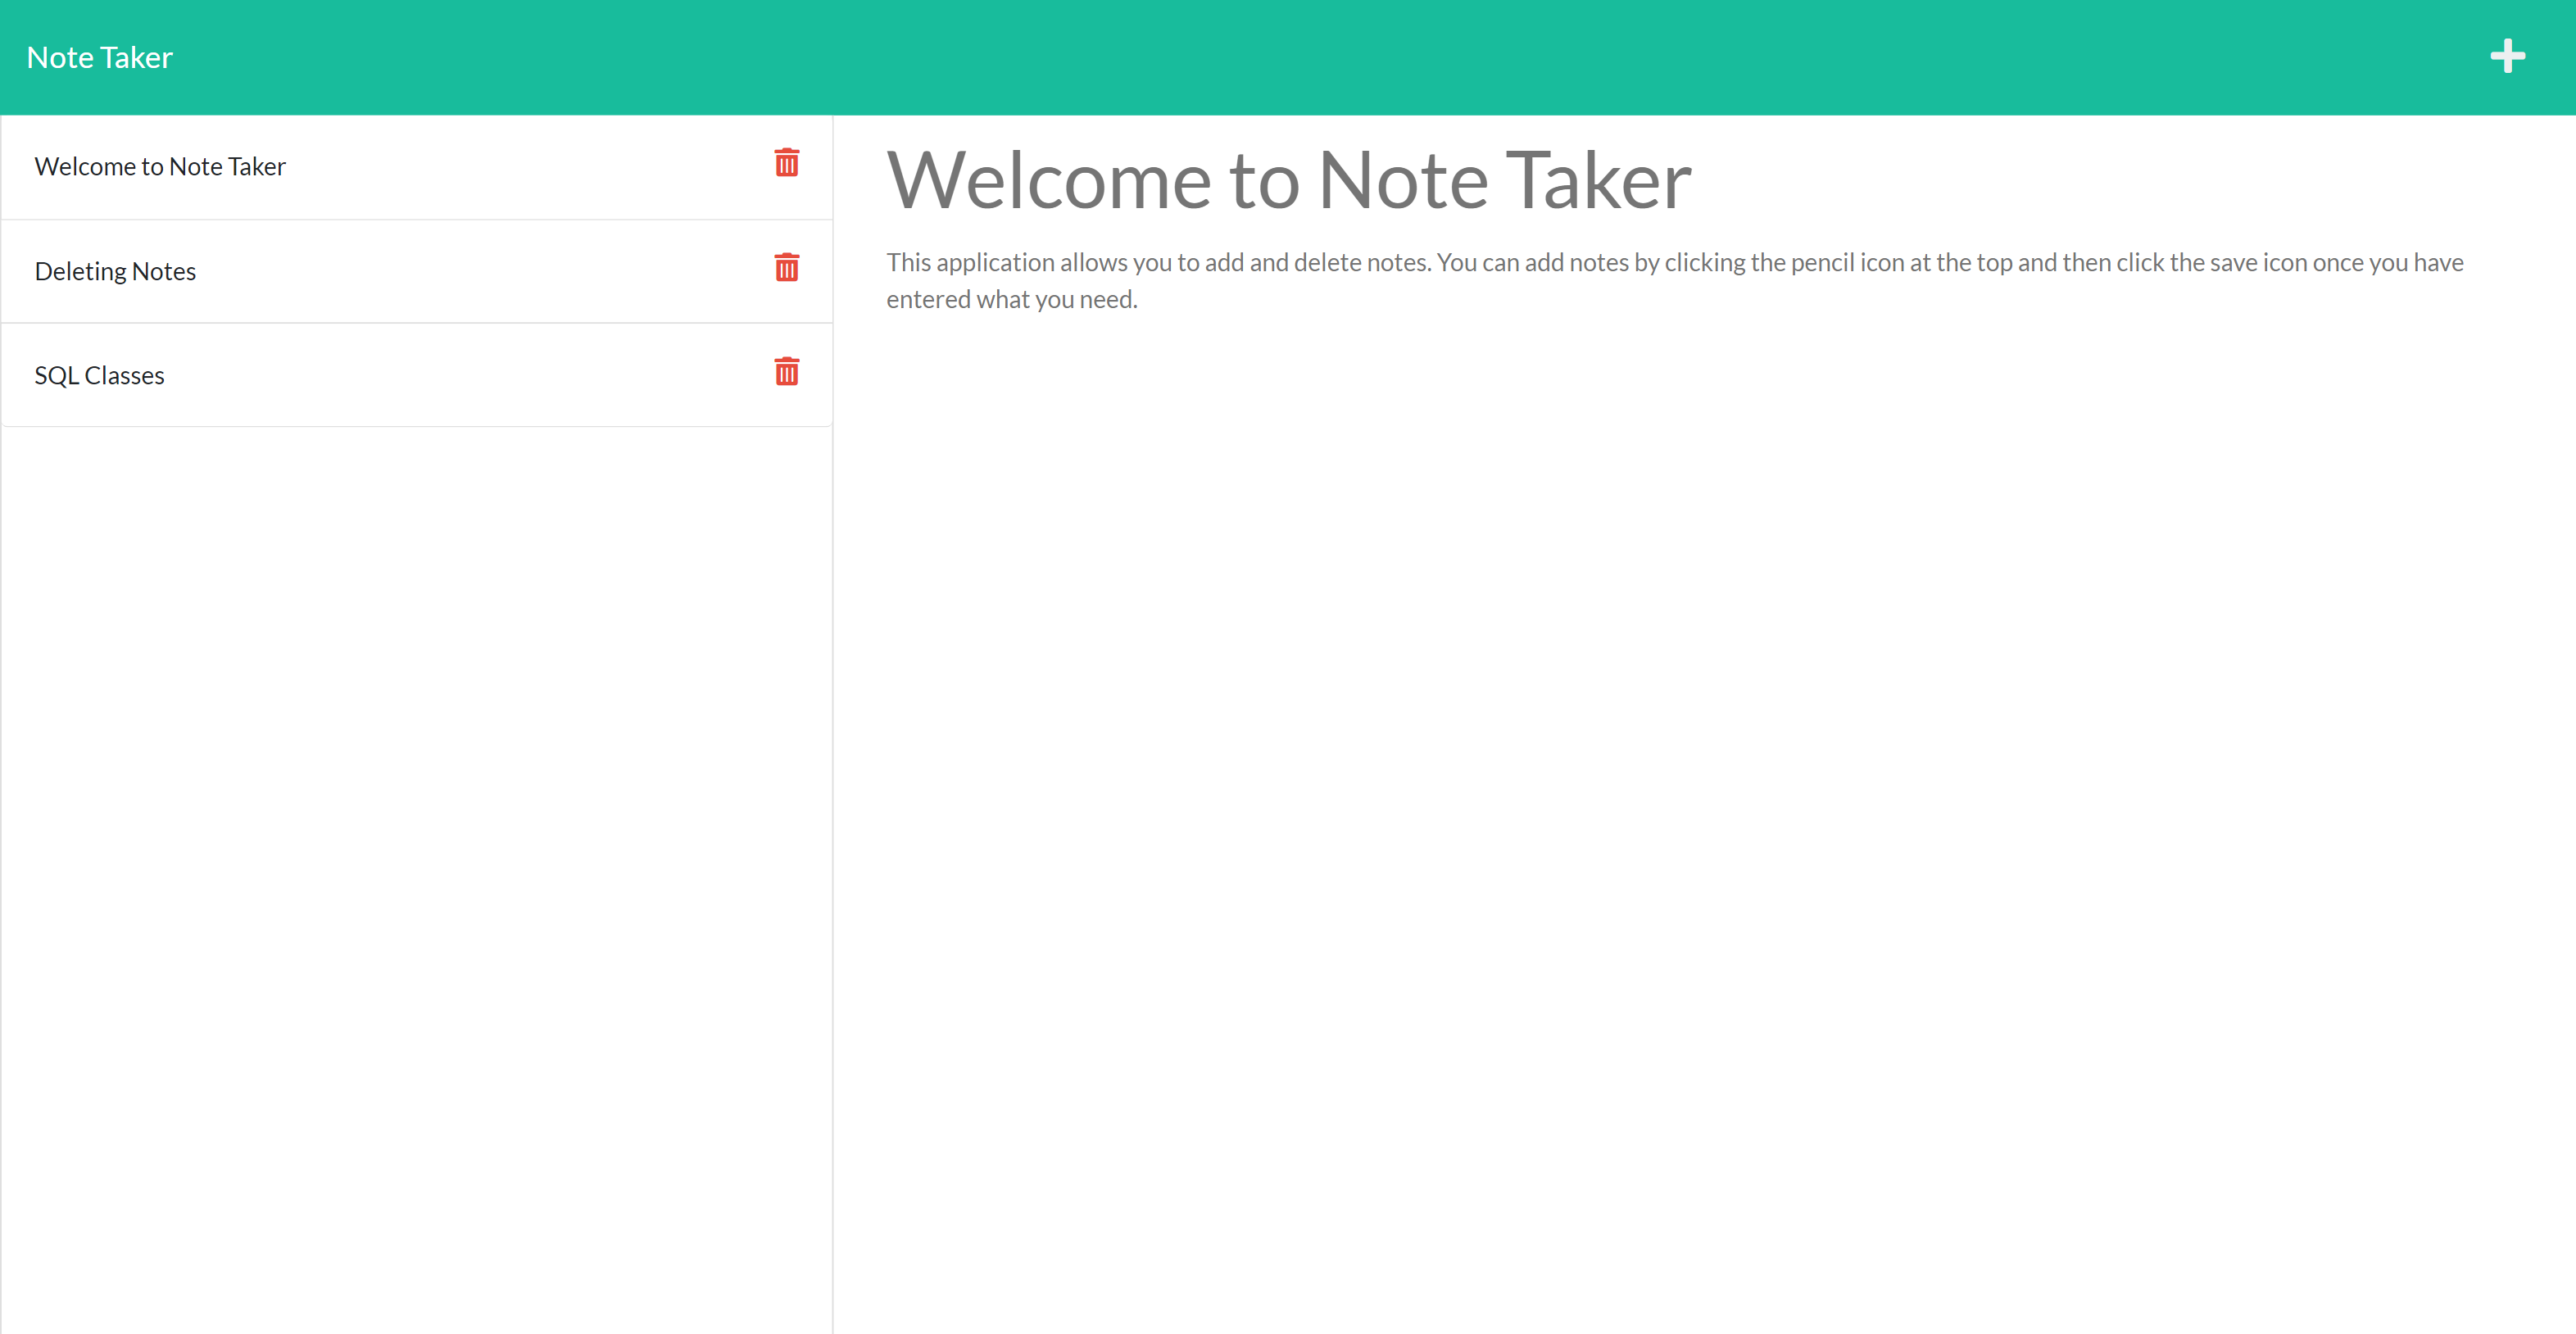 Note Taker
Welcome to Note Taker
Deleting Notes
SQL Classes
Welcome to Note Taker
This application allows you to add and delete notes. You can add notes by clicking the pencil icon at the top and then click the save icon once you have
entered what you need.